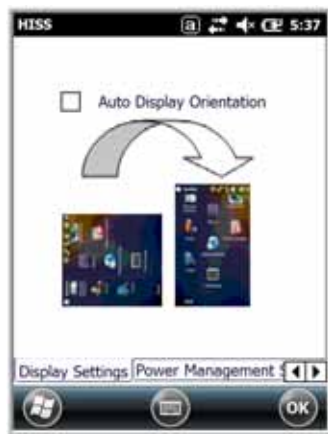 HISS a 5:37
Auto Display Orientation
Display Settings Power Management S
OK